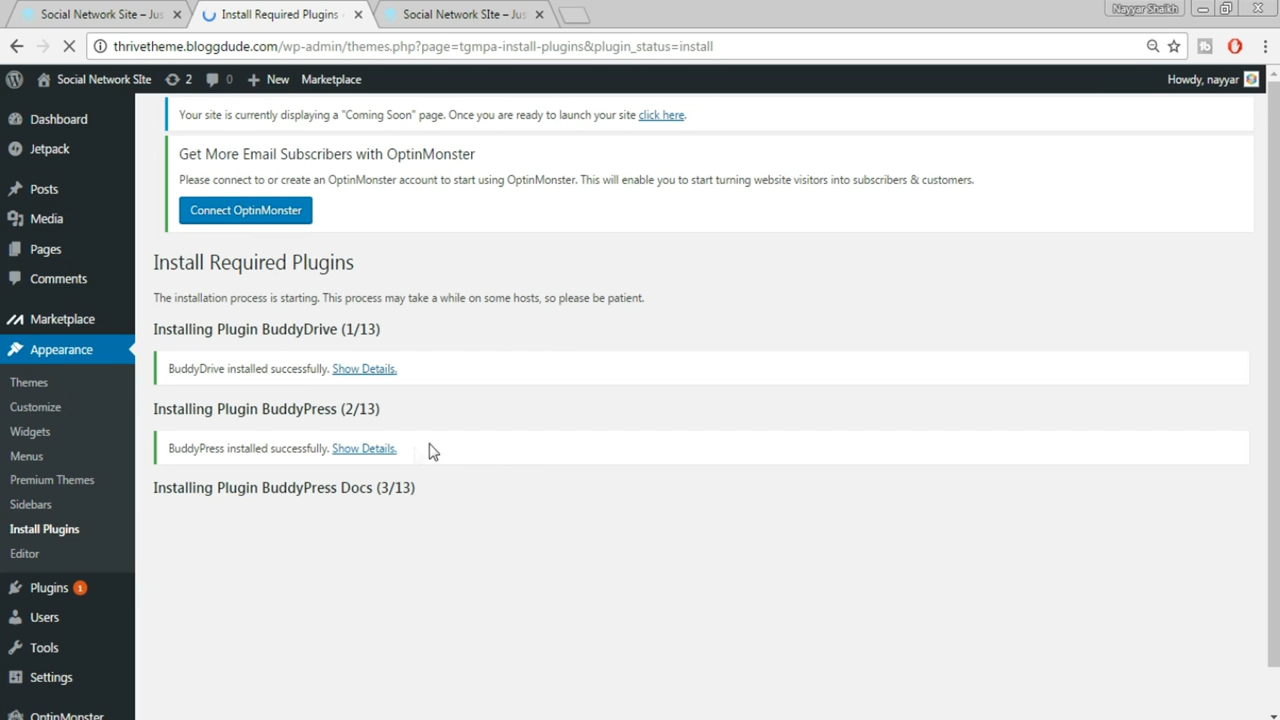 Social Network Site – Jus
Install Required Plugins
Social Network SIte – Jus
Nayyar Shaikh
thrivetheme.bloggdude.com/wp-admin/themes.php?page=tgmpa-install-plugins&plugin_status=install
Social Network SIte
2
0
New
Marketplace
Howdy, nayyar
Dashboard
Jetpack
Posts
Media
Pages
Comments
Marketplace
Appearance
Themes
Customize
Widgets
Menus
Premium Themes
Sidebars
Install Plugins
Editor
Plugins 1
Users
Tools
Settings
OptinMonster
Your site is currently displaying a "Coming Soon" page. Once you are ready to launch your site click here.
Get More Email Subscribers with OptinMonster
Please connect to or create an OptinMonster account to start using OptinMonster. This will enable you to start turning website visitors into subscribers & customers.
Connect OptinMonster
Install Required Plugins
The installation process is starting. This process may take a while on some hosts, so please be patient.
Installing Plugin BuddyDrive (1/13)
BuddyDrive installed successfully. Show Details.
Installing Plugin BuddyPress (2/13)
BuddyPress installed successfully. Show Details.
Installing Plugin BuddyPress Docs (3/13)